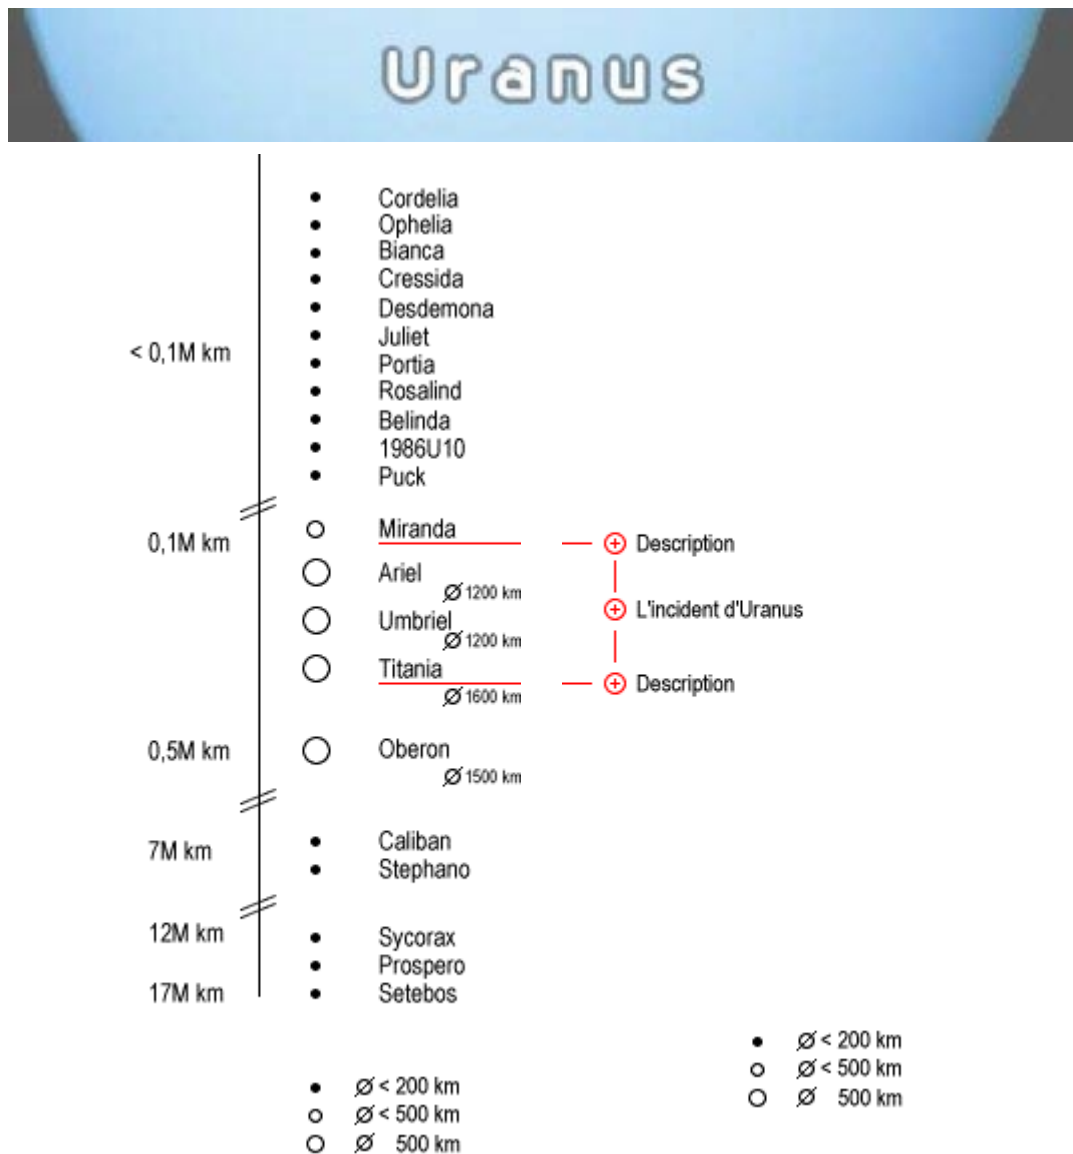 Uranus
Cordelia
Ophelia
Bianca
Cressida
Desdemona
Juliet
< 0,1M km
Portia
Rosalind
Belinda
1986U10
Puck
Miranda
0,1M km
Description
Ariel
Ø 1200 km
L'incident d'Uranus
Umbriel
Ø 1200 km
Titania
Description
Ø 1600 km
0,5M km
Oberon
Ø 1500 km
Caliban
7M km
Stephano
12M km
Sycorax
Prospero
17M km
Setebos
Ø < 200 km
Ø < 500 km
Ø 500 km
Ø < 200 km
Ø < 500 km
Ø 500 km